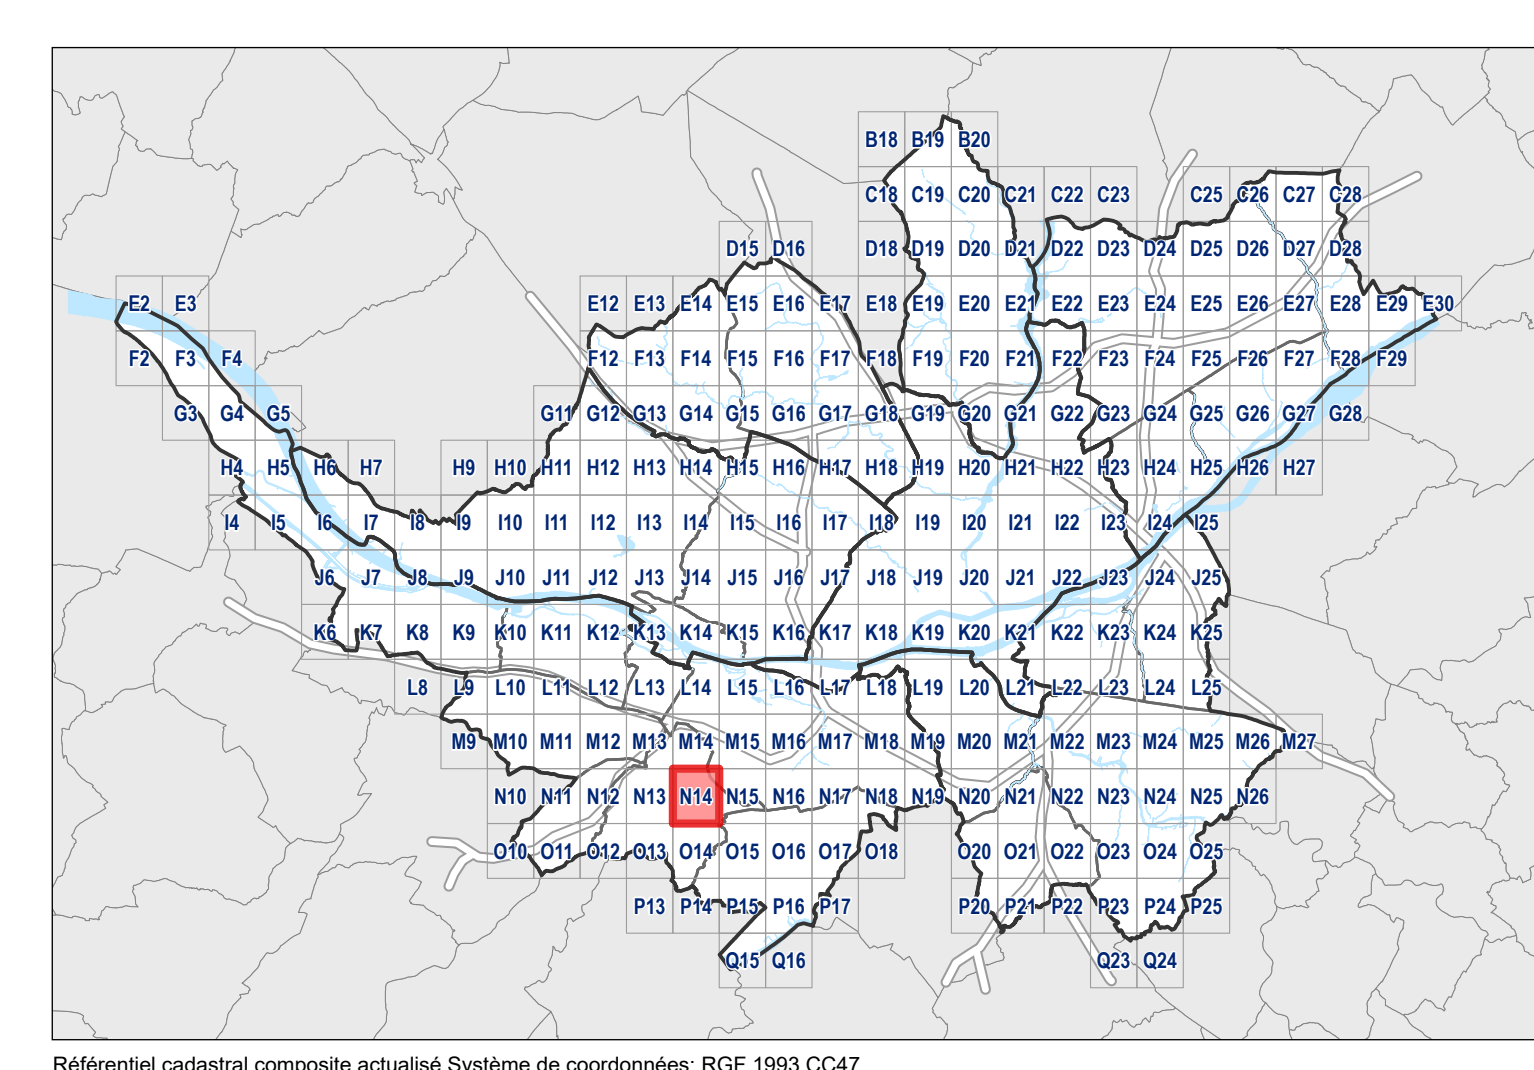 B18 B19 B20
C18 C19 C20 C21 C22 C23 C25 C26 C27 C28
D15 D16 D18 D19 D20 D21 D22 D23 D24 D25 D26 D27 D28
E2 E3 E12 E13 E14 E15 E16 E17 E18 E19 E20 E21 E22 E23 E24 E25 E26 E27 E28 E29 E30
F2 F3 F4 F12 F13 F14 F15 F16 F17 F18 F19 F20 F21 F22 F23 F24 F25 F26 F27 F28 F29
G3 G4 G5 G11 G12 G13 G14 G15 G16 G17 G18 G19 G20 G21 G22 G23 G24 G25 G26 G27 G28
H4 H5 H6 H7 H9 H10 H11 H12 H13 H14 H15 H16 H17 H18 H19 H20 H21 H22 H23 H24 H25 H26 H27
I4 I5 I6 I7 I8 I9 I10 I11 I12 I13 I14 I15 I16 I17 I18 I19 I20 I21 I22 I23 I24 I25
J6 J7 J8 J9 J10 J11 J12 J13 J14 J15 J16 J17 J18 J19 J20 J21 J22 J23 J24 J25
K6 K7 K8 K9 K10 K11 K12 K13 K14 K15 K16 K17 K18 K19 K20 K21 K22 K23 K24 K25
L8 L9 L10 L11 L12 L13 L14 L15 L16 L17 L18 L19 L20 L21 L22 L23 L24 L25
M9 M10 M11 M12 M13 M14 M15 M16 M17 M18 M19 M20 M21 M22 M23 M24 M25 M26 M27
N10 N11 N12 N13 N14 N15 N16 N17 N18 N19 N20 N21 N22 N23 N24 N25 N26
O10 O11 O12 O13 O14 O15 O16 O17 O18 O20 O21 O22 O23 O24 O25
P13 P14 P15 P16 P17 P20 P21 P22 P23 P24 P25
Q15 Q16 Q23 Q24
Référentiel cadastral composite actualisé Système de coordonnées: RGF 1993 CC47